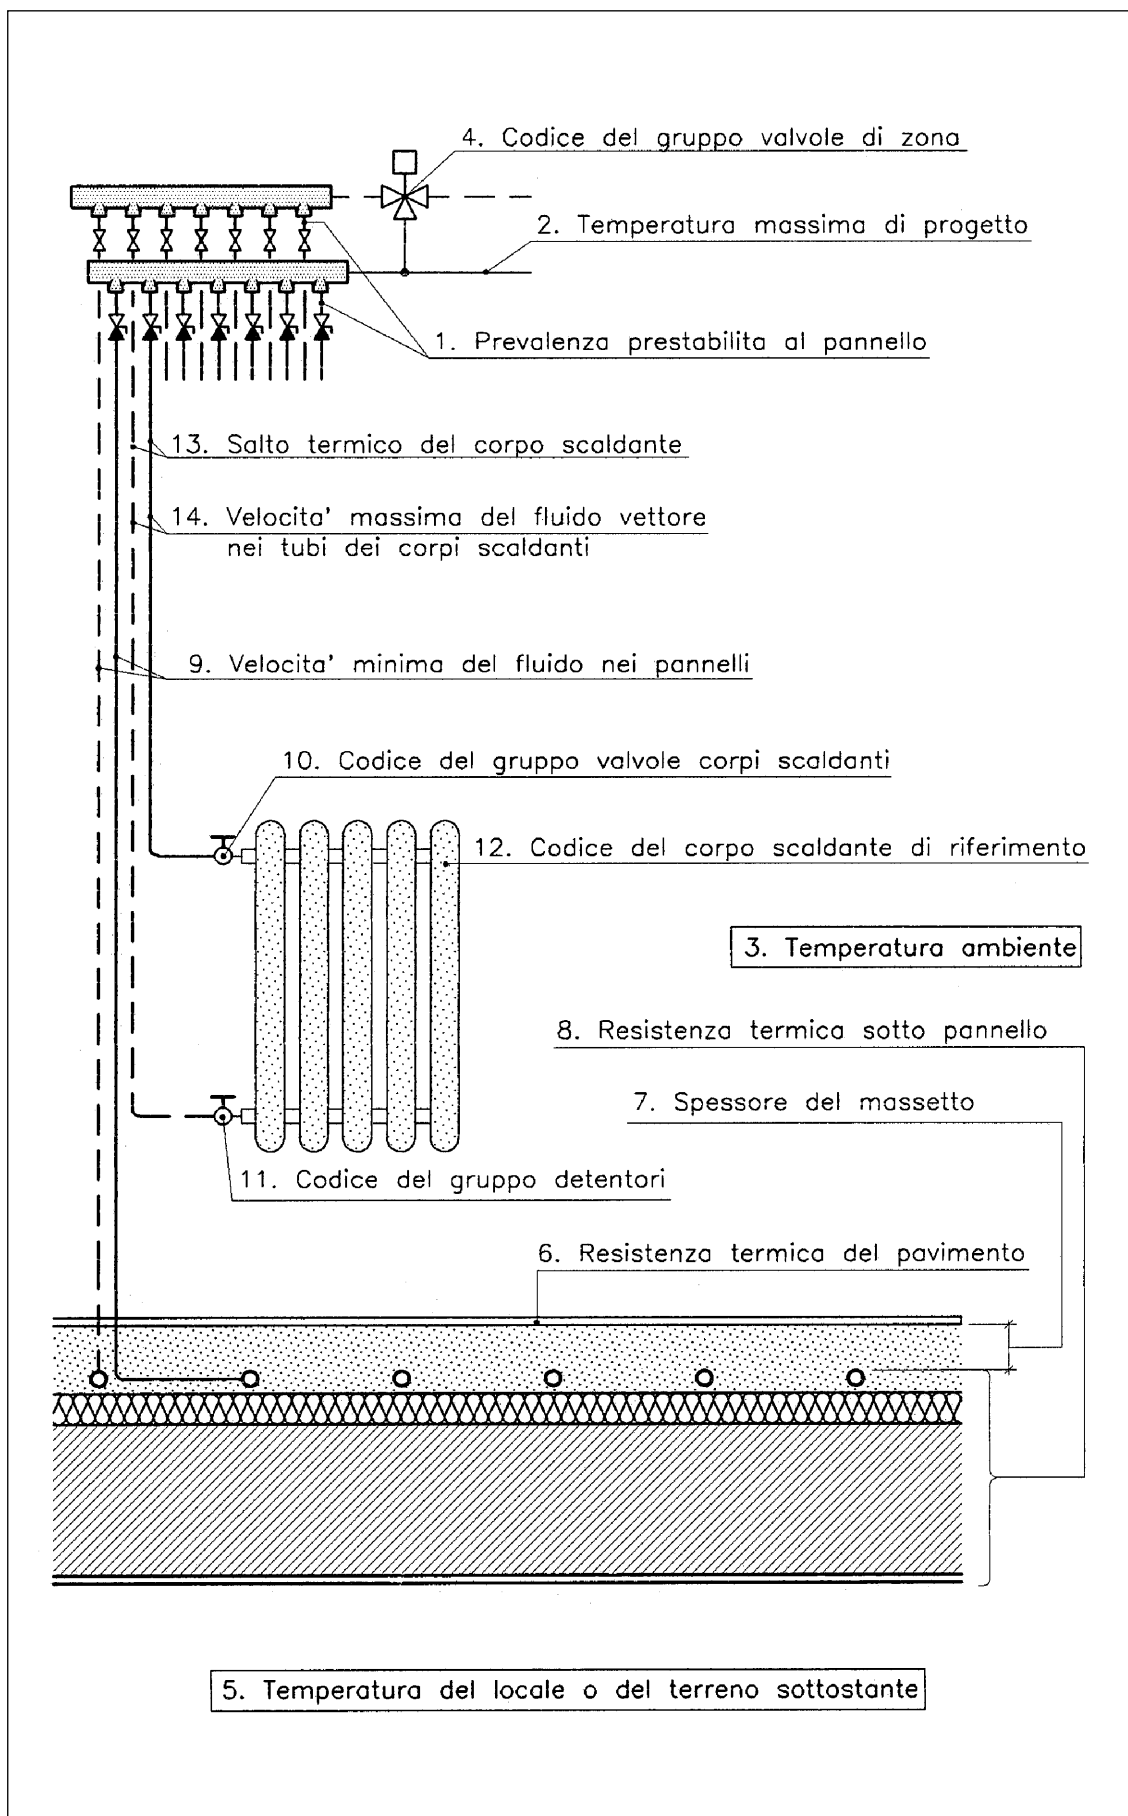 4. Codice del gruppo valvole di zona
2. Temperatura massima di progetto
1. Prevalenza prestabilita al pannello
13. Salto termico del corpo scaldante
14. Velocita' massima del fluido vettore
nei tubi dei corpi scaldanti
9. Velocita' minima del fluido nei pannelli
10. Codice del gruppo valvole corpi scaldanti
12. Codice del corpo scaldante di riferimento
3. Temperatura ambiente
8. Resistenza termica sotto pannello
7. Spessore del massetto
11. Codice del gruppo detentori
6. Resistenza termica del pavimento
5. Temperatura del locale o del terreno sottostante